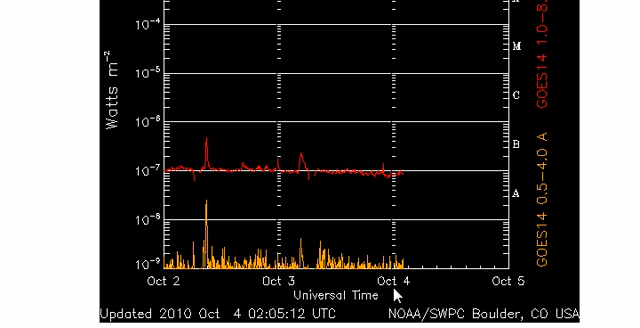 10⁻⁴
M
10⁻⁵
C
10⁻⁶
B
10⁻⁷
A
10⁻⁸
10⁻⁹
Watts m⁻²
GOES14 1.0–8.
GOES14 0.5–4.0 A
Oct 2 Oct 3 Oct 4 Oct 5
Universal Time
Updated 2010 Oct 4 02:05:12 UTC NOAA/SWPC Boulder, CO USA